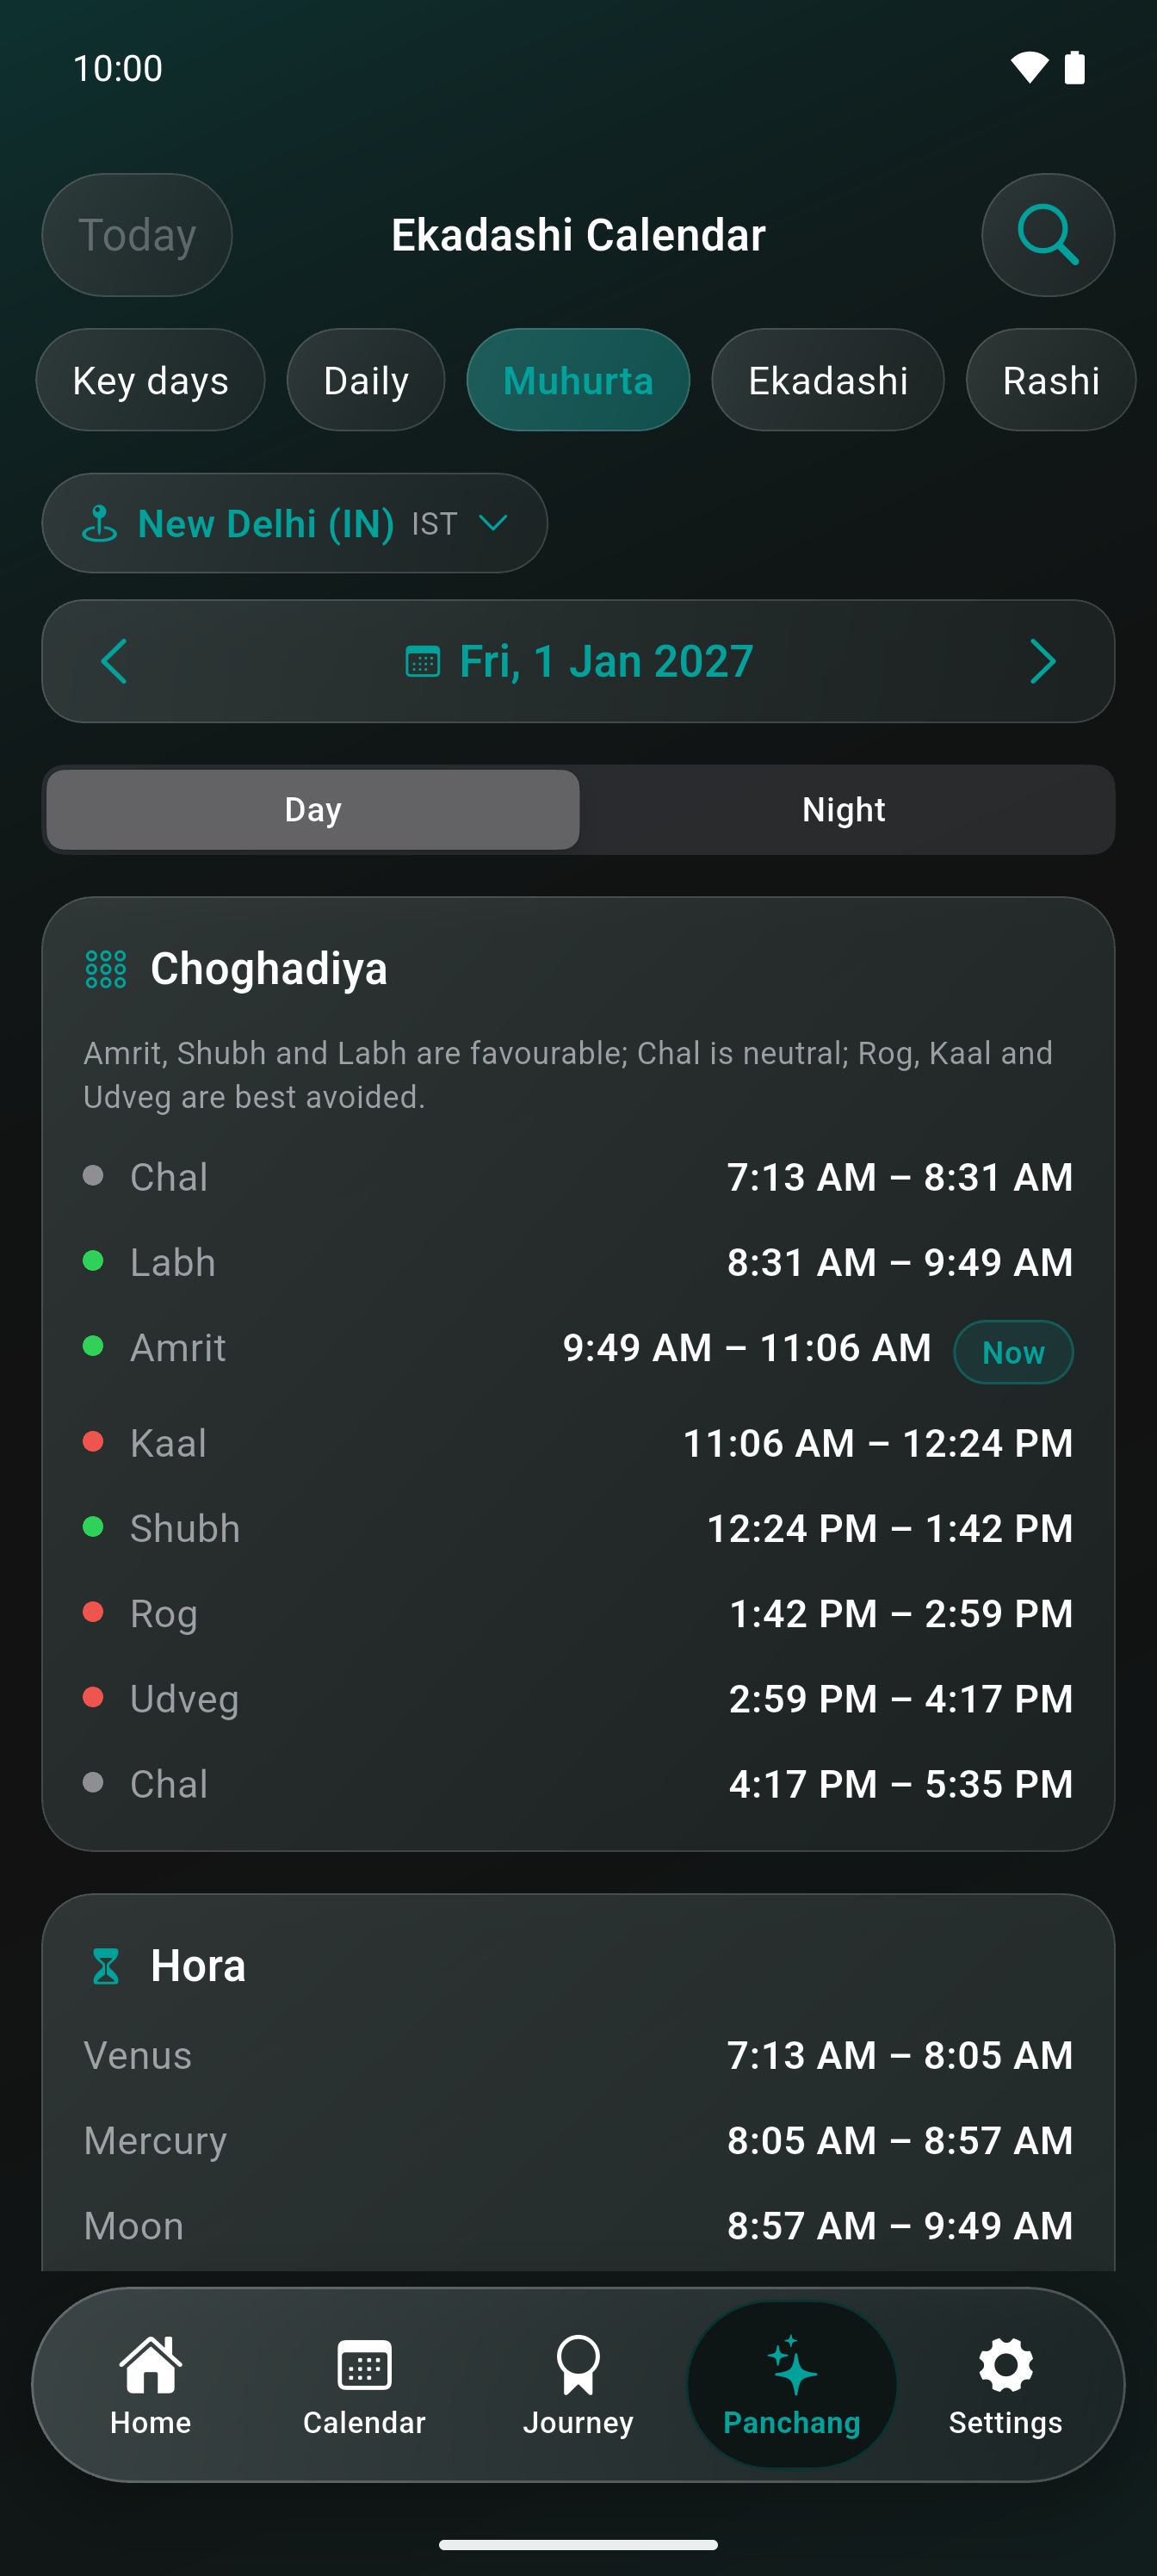 10:00
Today
Ekadashi Calendar
Key days
Daily
Muhurta
Ekadashi
Rashi
New Delhi (IN) IST
Fri, 1 Jan 2027
Day
Night
Choghadiya
Amrit, Shubh and Labh are favourable; Chal is neutral; Rog, Kaal and
Udveg are best avoided.
Chal 7:13 AM – 8:31 AM
Labh 8:31 AM – 9:49 AM
Amrit 9:49 AM – 11:06 AM Now
Kaal 11:06 AM – 12:24 PM
Shubh 12:24 PM – 1:42 PM
Rog 1:42 PM – 2:59 PM
Udveg 2:59 PM – 4:17 PM
Chal 4:17 PM – 5:35 PM
Hora
Venus 7:13 AM – 8:05 AM
Mercury 8:05 AM – 8:57 AM
Moon 8:57 AM – 9:49 AM
Home
Calendar
Journey
Panchang
Settings